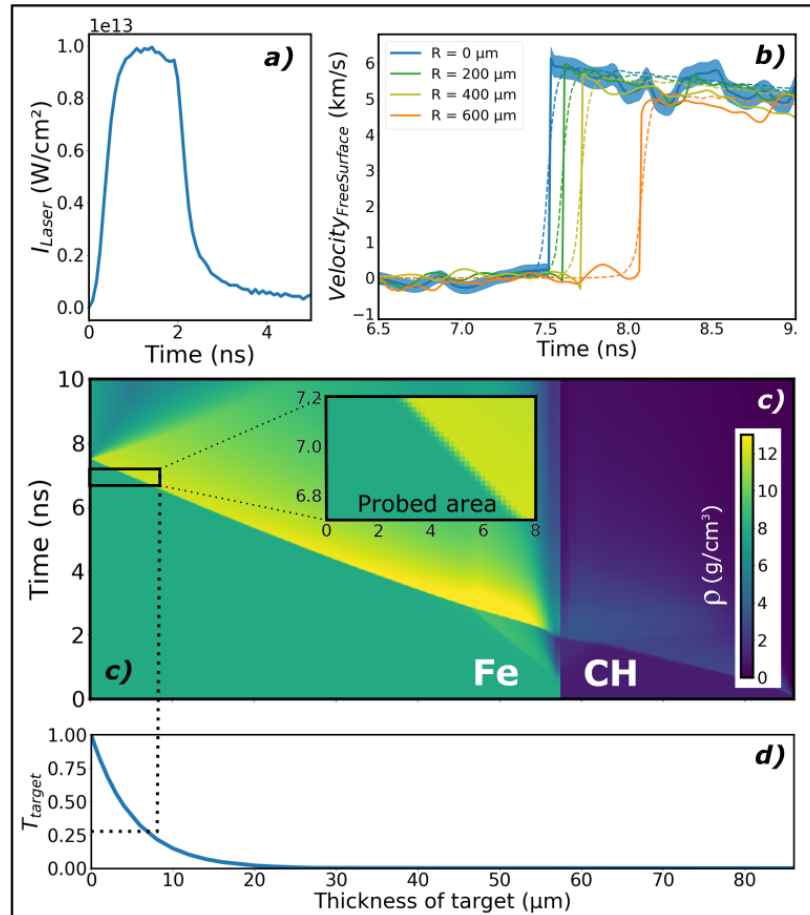 1e13
a)
1.0
0.8
0.6
0.4
0.2
0.0
I_Laser (W/cm²)
0 2 4
Time (ns)
b)
R = 0 μm
R = 200 μm
R = 400 μm
R = 600 μm
6
5
4
3
2
1
0
−1
Velocity_FreeSurface (km/s)
6.5 7.0 7.5 8.0 8.5 9.
Time (ns)
10
8
6
4
2
0
Time (ns)
c)
7.2
7.0
6.8
Probed area
0 2 4 6 8
12
10
8
6
4
2
0
ρ (g/cm³)
c)
Fe
CH
d)
1.00
0.75
0.50
0.25
0.00
T_target
0 10 20 30 40 50 60 70 80
Thickness of target (μm)